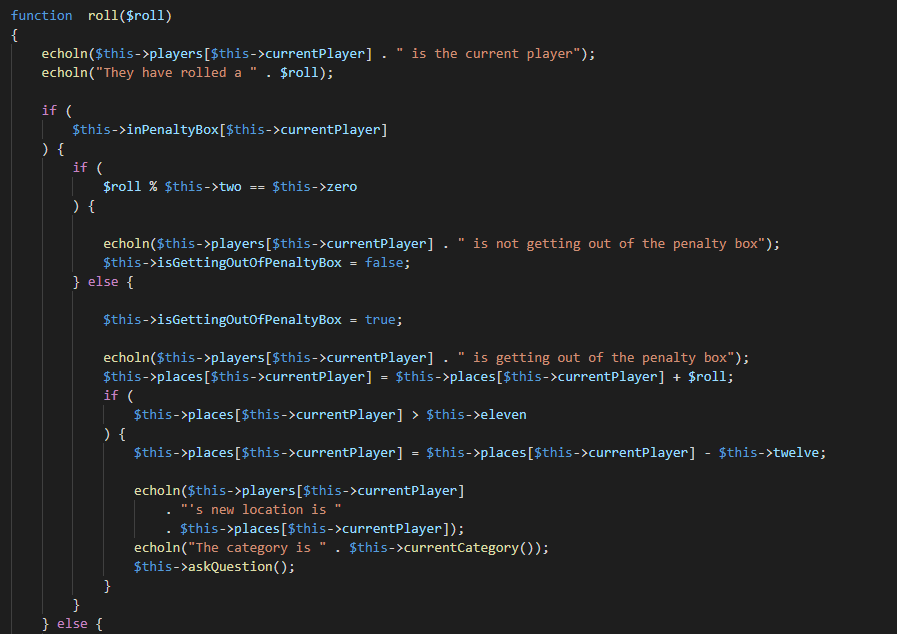 function  roll($roll)
{
    echoln($this->players[$this->currentPlayer] . " is the current player");
    echoln("They have rolled a " . $roll);

    if (
        $this->inPenaltyBox[$this->currentPlayer]
    ) {
        if (
            $roll % $this->two == $this->zero
        ) {

            echoln($this->players[$this->currentPlayer] . " is not getting out of the penalty box");
            $this->isGettingOutOfPenaltyBox = false;
        } else {

            $this->isGettingOutOfPenaltyBox = true;

            echoln($this->players[$this->currentPlayer] . " is getting out of the penalty box");
            $this->places[$this->currentPlayer] = $this->places[$this->currentPlayer] + $roll;
            if (
                $this->places[$this->currentPlayer] > $this->eleven
            ) {
                $this->places[$this->currentPlayer] = $this->places[$this->currentPlayer] - $this->twelve;

                echoln($this->players[$this->currentPlayer]
                    . "'s new location is "
                    . $this->places[$this->currentPlayer]);
                echoln("The category is " . $this->currentCategory());
                $this->askQuestion();
            }
        }
    } else {